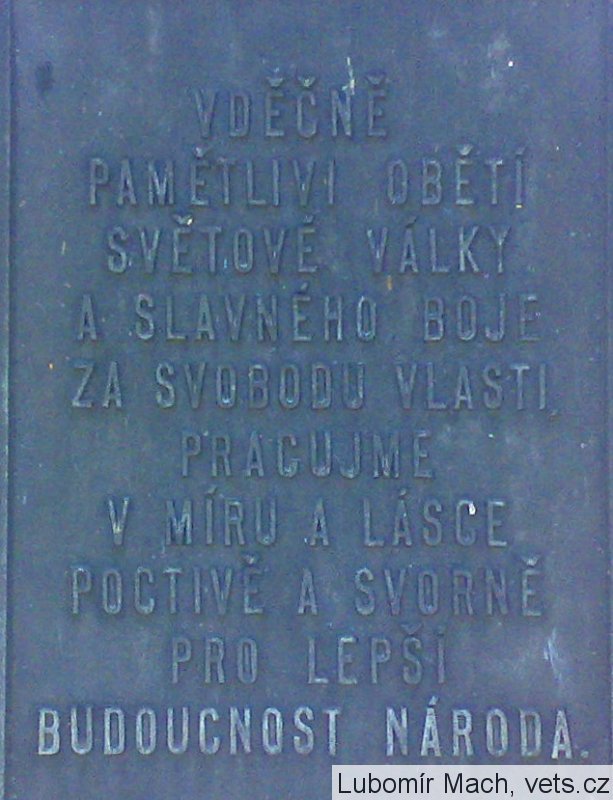 VDĚČNĚ
PAMĚTLIVI OBĚTÍ
SVĚTOVÉ VÁLKY
A SLAVNÉHO BOJE
ZA SVOBODU VLASTI,
PRACUJME
V MÍRU A LÁSCE
POCTIVĚ A SVORNĚ
PRO LEPŠÍ
BUDOUCNOST NÁRODA.
Lubomír Mach, vets.cz